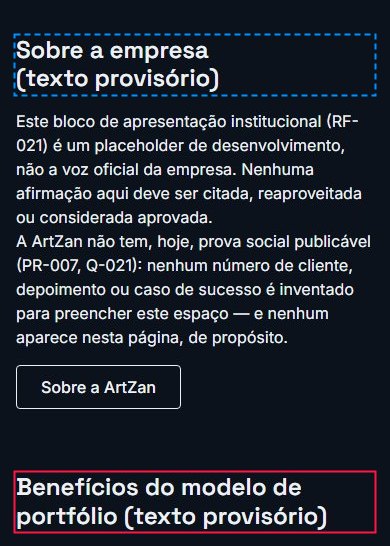 Sobre a empresa
(texto provisório)
Este bloco de apresentação institucional (RF-
021) é um placeholder de desenvolvimento,
não a voz oficial da empresa. Nenhuma
afirmação aqui deve ser citada, reaproveitada
ou considerada aprovada.
A ArtZan não tem, hoje, prova social publicável
(PR-007, Q-021): nenhum número de cliente,
depoimento ou caso de sucesso é inventado
para preencher este espaço — e nenhum
aparece nesta página, de propósito.
Sobre a ArtZan
Benefícios do modelo de
portfólio (texto provisório)